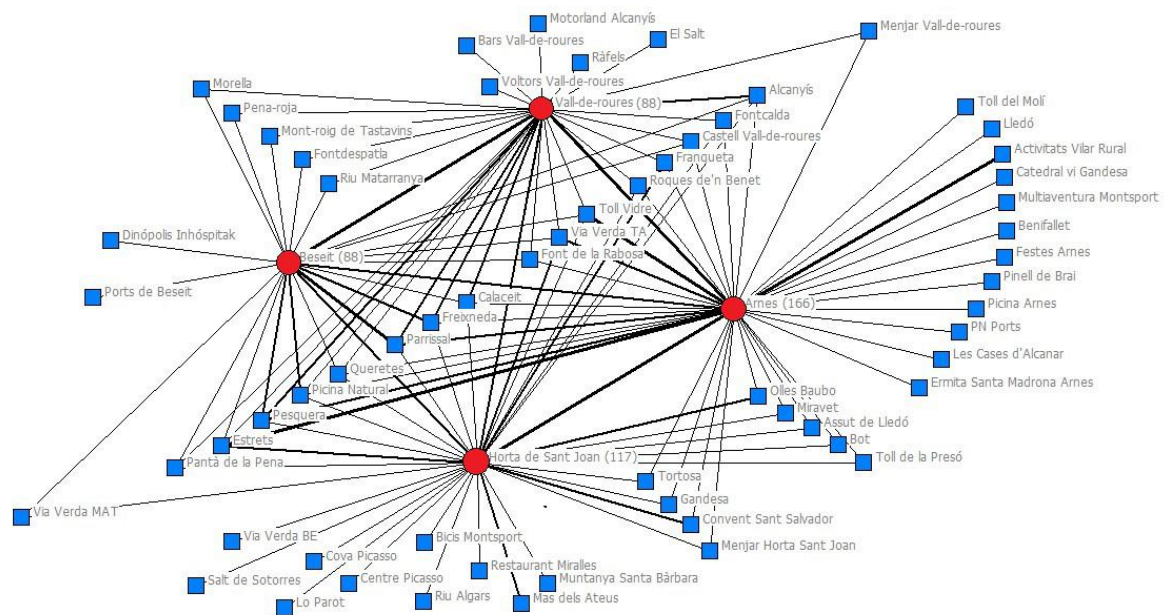 Motorland Alcanyís
Menjar Vall-de-roures
Bars Vall-de-roures
El Salt
Ràfels
Voltors Vall-de-roures
Morella
Alcanyís
Vall-de-roures (88)
Pena-roja
Fontcalda
Toll del Molí
Mont-roig de Tastavins
Castell Vall-de-roures
Lledó
Fontdespatla
Franqueta
Activitats Vilar Rural
Riu Matarranya
Roques de'n Benet
Catedral vi Gandesa
Multiaventura Montsport
Toll Vidre
Dinópolis Inhóspitak
Via Verda TA
Benifallet
Beseit (88)
Font de la Rabosa
Festes Arnes
Pinell de Brai
Ports de Beseit
Calaceit
Arnes (166)
Picina Arnes
Freixneda
PN Ports
Parrissal
Les Cases d'Alcanar
Queretes
Ermita Santa Madrona Arnes
Picina Natural
Olles Baubo
Pesquera
Miravet
Assut de Lledó
Estrets
Bot
Pantà de la Pena
Horta de Sant Joan (117)
Toll de la Presó
Tortosa
Gandesa
Via Verda MAT
Convent Sant Salvador
Via Verda BE
Bicis Montsport
Menjar Horta Sant Joan
Cova Picasso
Restaurant Miralles
Salt de Sotorres
Centre Picasso
Muntanya Santa Bàrbara
Lo Parot
Riu Algars
Mas dels Ateus